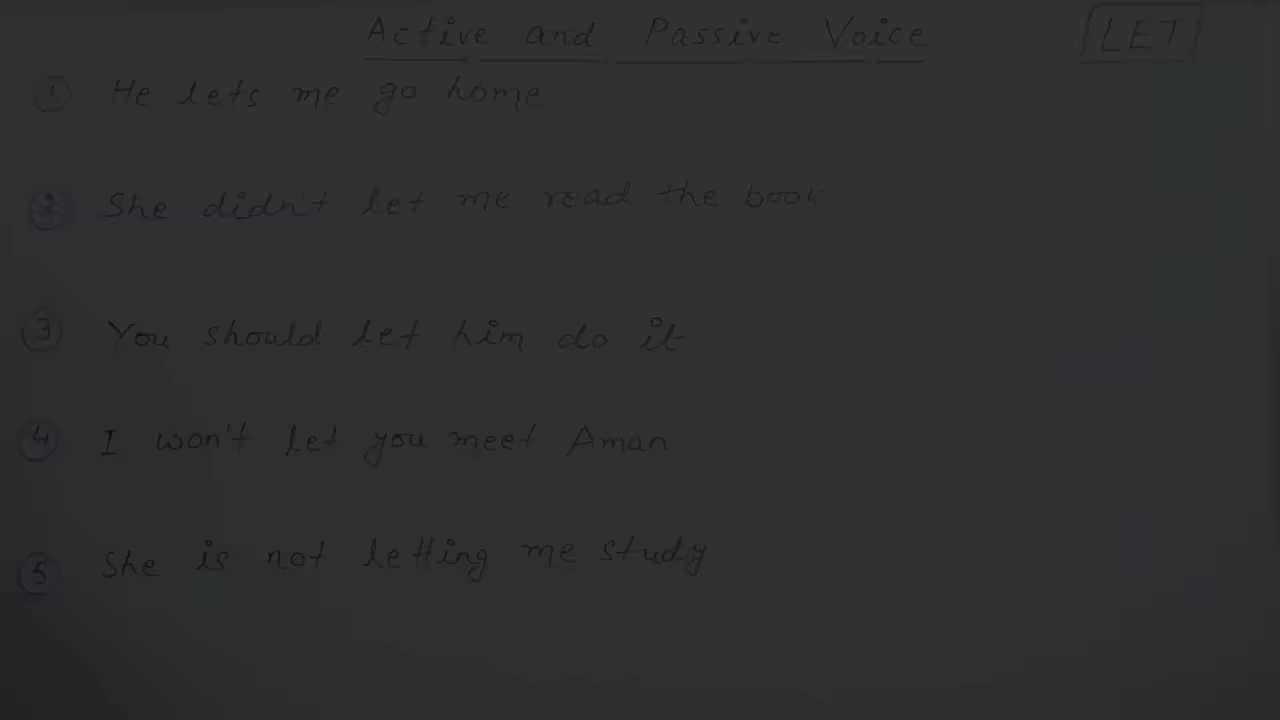 Active and Passive Voice LET
1 He lets me go home
2 She didn't let me read the book
3 You should let him do it
4 I won't let you meet Aman
5 She is not letting me study